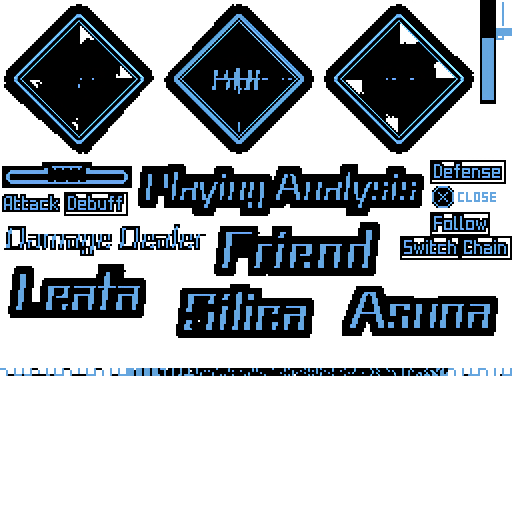 Playing Analysis
Defense
CLOSE
Attack
Debuff
Follow
Damage Dealer
Friend
Switch Chain
Leafa
Silica
Asuna